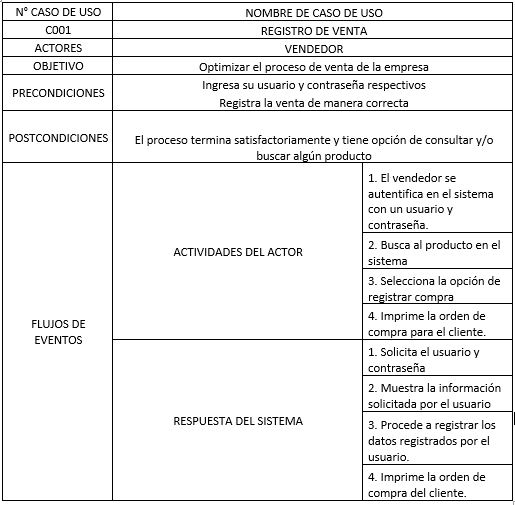 N° CASO DE USO
NOMBRE DE CASO DE USO
C001
REGISTRO DE VENTA
ACTORES
VENDEDOR
OBJETIVO
Optimizar el proceso de venta de la empresa
PRECONDICIONES
Ingresa su usuario y contraseña respectivos
Registra la venta de manera correcta
POSTCONDICIONES
El proceso termina satisfactoriamente y tiene opción de consultar y/o
buscar algún producto
FLUJOS DE
EVENTOS
ACTIVIDADES DEL ACTOR
1. El vendedor se
autentifica en el sistema
con un usuario y
contraseña.
2. Busca al producto en el
sistema
3. Selecciona la opción de
registrar compra
4. Imprime la orden de
compra para el cliente.
RESPUESTA DEL SISTEMA
1. Solicita el usuario y
contraseña
2. Muestra la información
solicitada por el usuario
3. Procede a registrar los
datos registrados por el
usuario.
4. Imprime la orden de
compra del cliente.